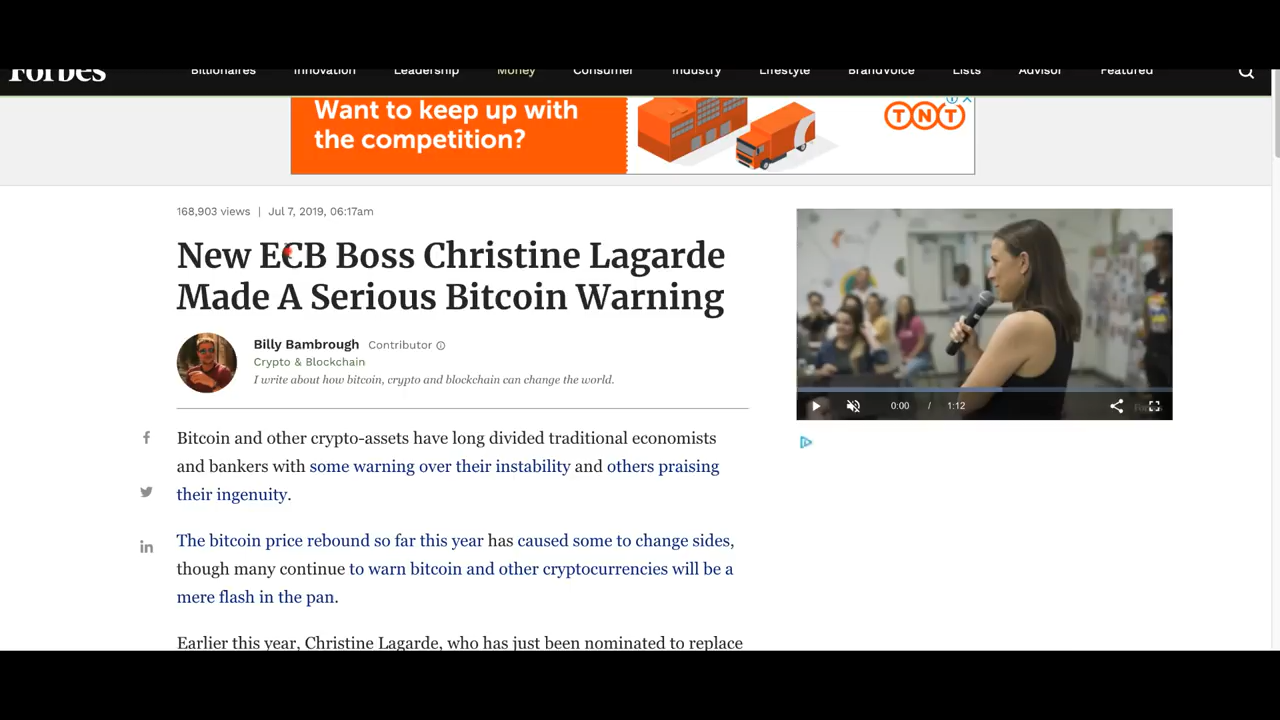 Forbes
Billionaires Innovation Leadership Money Consumer Industry Lifestyle BrandVoice Lists Advisor Featured
Want to keep up with
the competition?
TNT
168,903 views | Jul 7, 2019, 06:17am
New ECB Boss Christine Lagarde
Made A Serious Bitcoin Warning
Billy Bambrough Contributor
Crypto & Blockchain
I write about how bitcoin, crypto and blockchain can change the world.
0:00 / 1:12
Bitcoin and other crypto-assets have long divided traditional economists
and bankers with some warning over their instability and others praising
their ingenuity.
The bitcoin price rebound so far this year has caused some to change sides,
though many continue to warn bitcoin and other cryptocurrencies will be a
mere flash in the pan.
Earlier this year, Christine Lagarde, who has just been nominated to replace